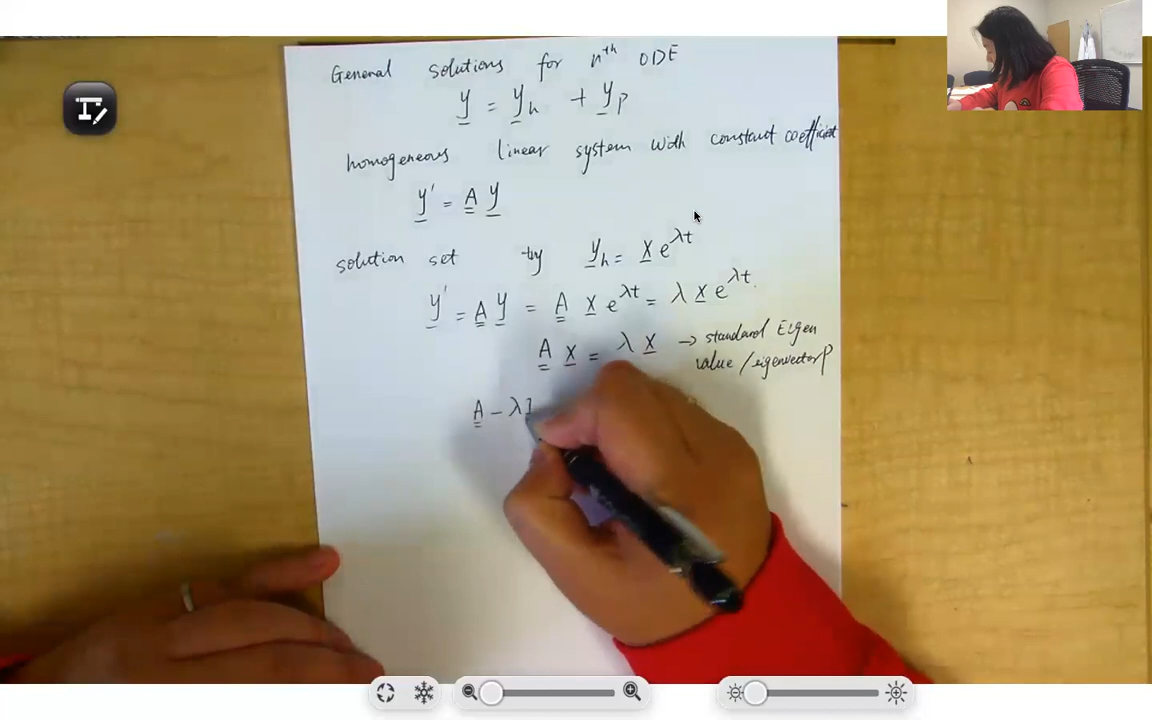 General solutions for nth ODE
y = yh + yp
homogeneous linear system with constant coefficient
y' = A y
solution set try yh = x e^λt
y' = A y = A x e^λt = λ x e^λt.
A x = λ x → standard Eigen
value / eigenvector P
A − λI